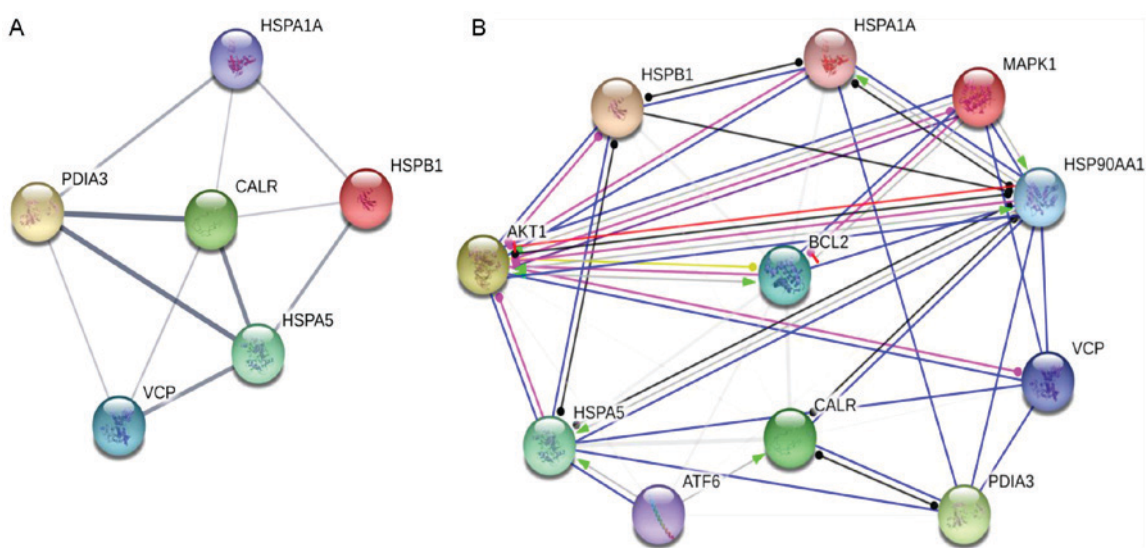 A
HSPA1A
PDIA3
CALR
HSPB1
HSPA5
VCP
B
HSPA1A
HSPB1
MAPK1
HSP90AA1
AKT1
BCL2
VCP
HSPA5
CALR
ATF6
PDIA3